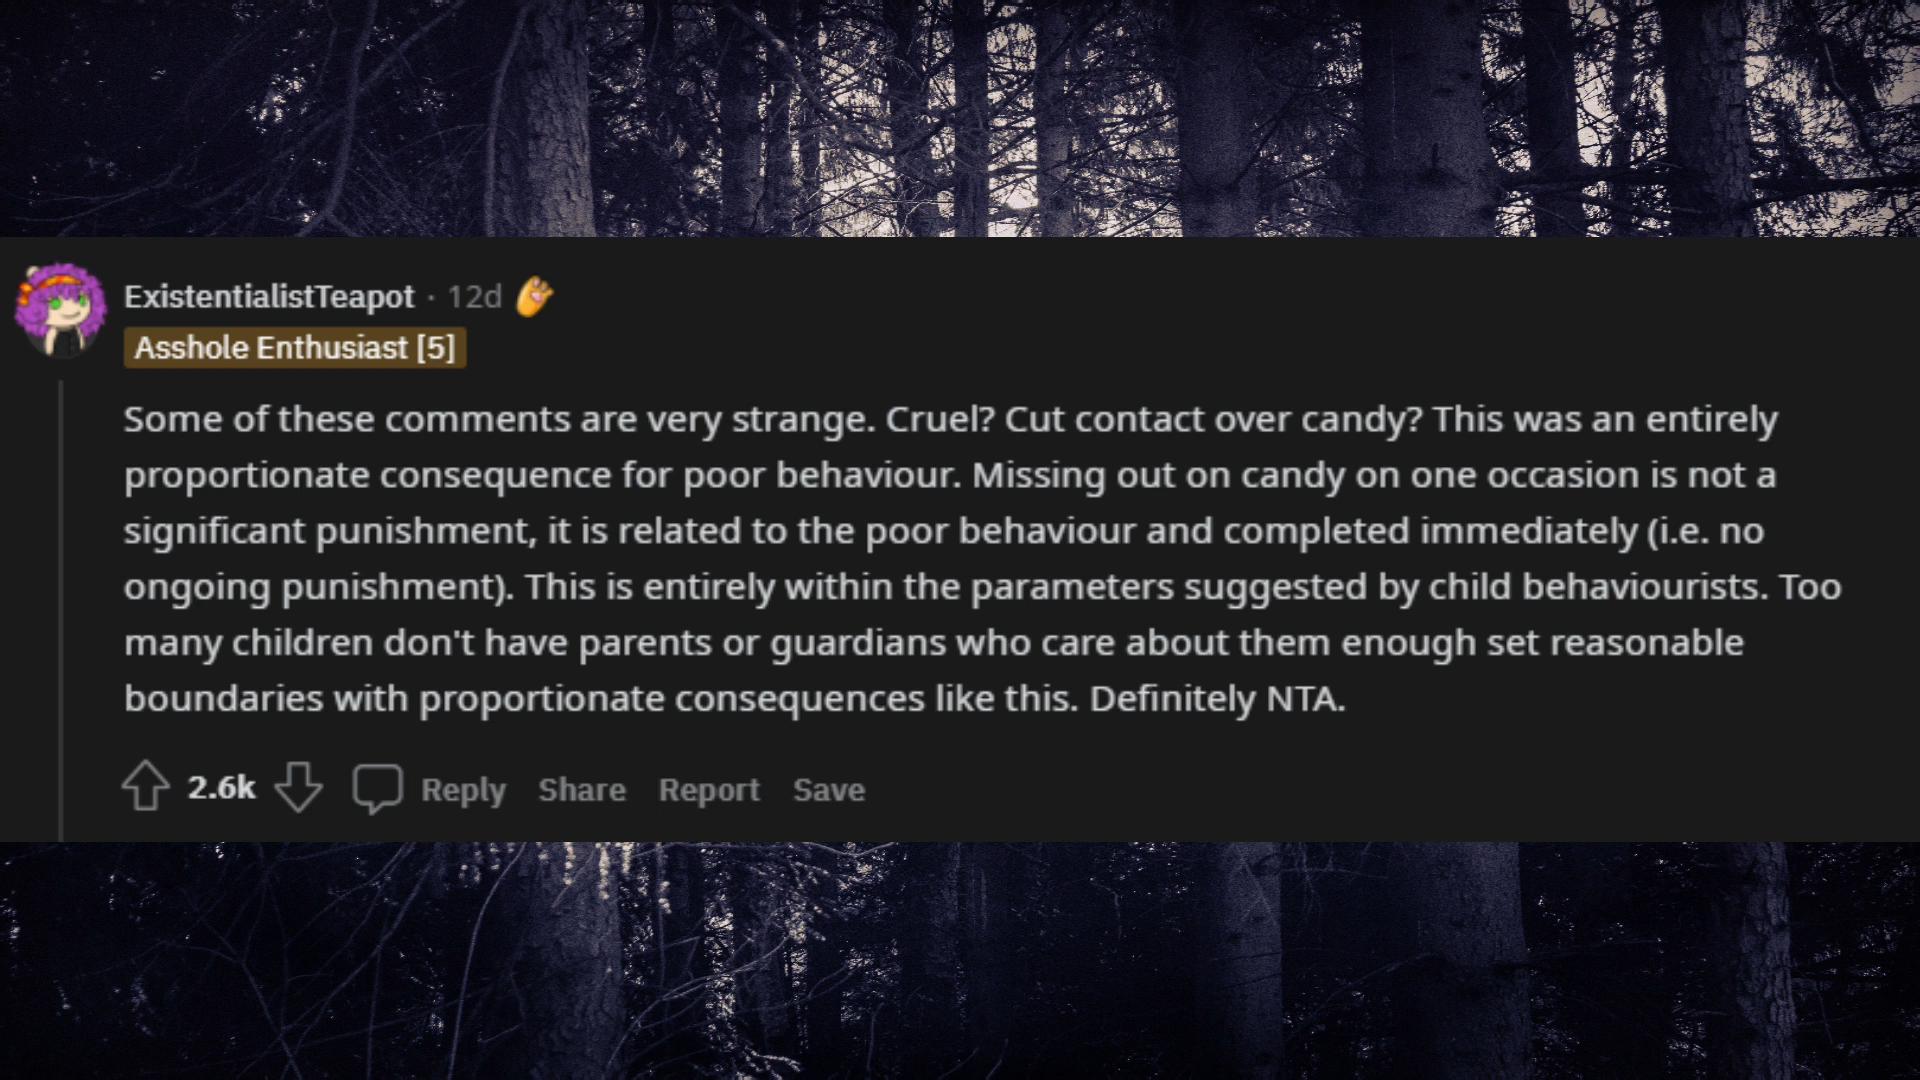 ExistentialistTeapot · 12d
Asshole Enthusiast [5]
Some of these comments are very strange. Cruel? Cut contact over candy? This was an entirely
proportionate consequence for poor behaviour. Missing out on candy on one occasion is not a
significant punishment, it is related to the poor behaviour and completed immediately (i.e. no
ongoing punishment). This is entirely within the parameters suggested by child behaviourists. Too
many children don't have parents or guardians who care about them enough set reasonable
boundaries with proportionate consequences like this. Definitely NTA.
2.6k Reply Share Report Save